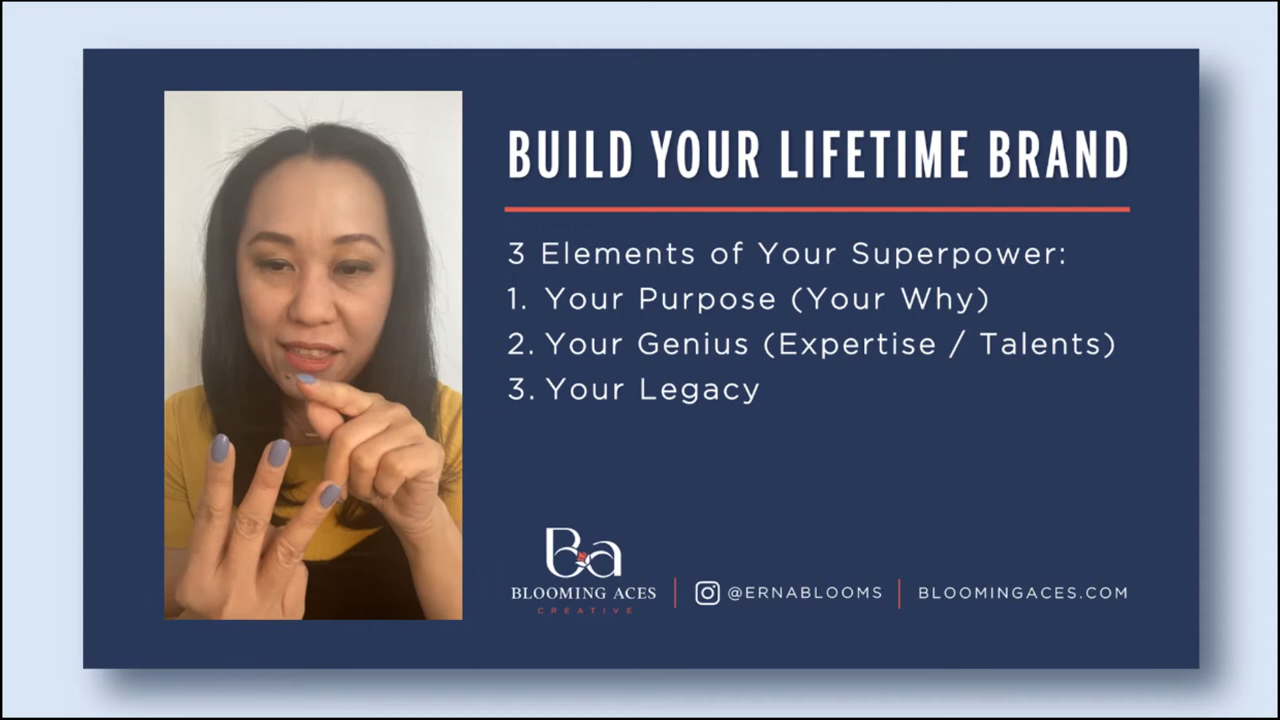 BUILD YOUR LIFETIME BRAND
3 Elements of Your Superpower:
1. Your Purpose (Your Why)
2. Your Genius (Expertise / Talents)
3. Your Legacy
Ba
BLOOMING ACES
CREATIVE
@ERNABLOOMS
BLOOMINGACES.COM